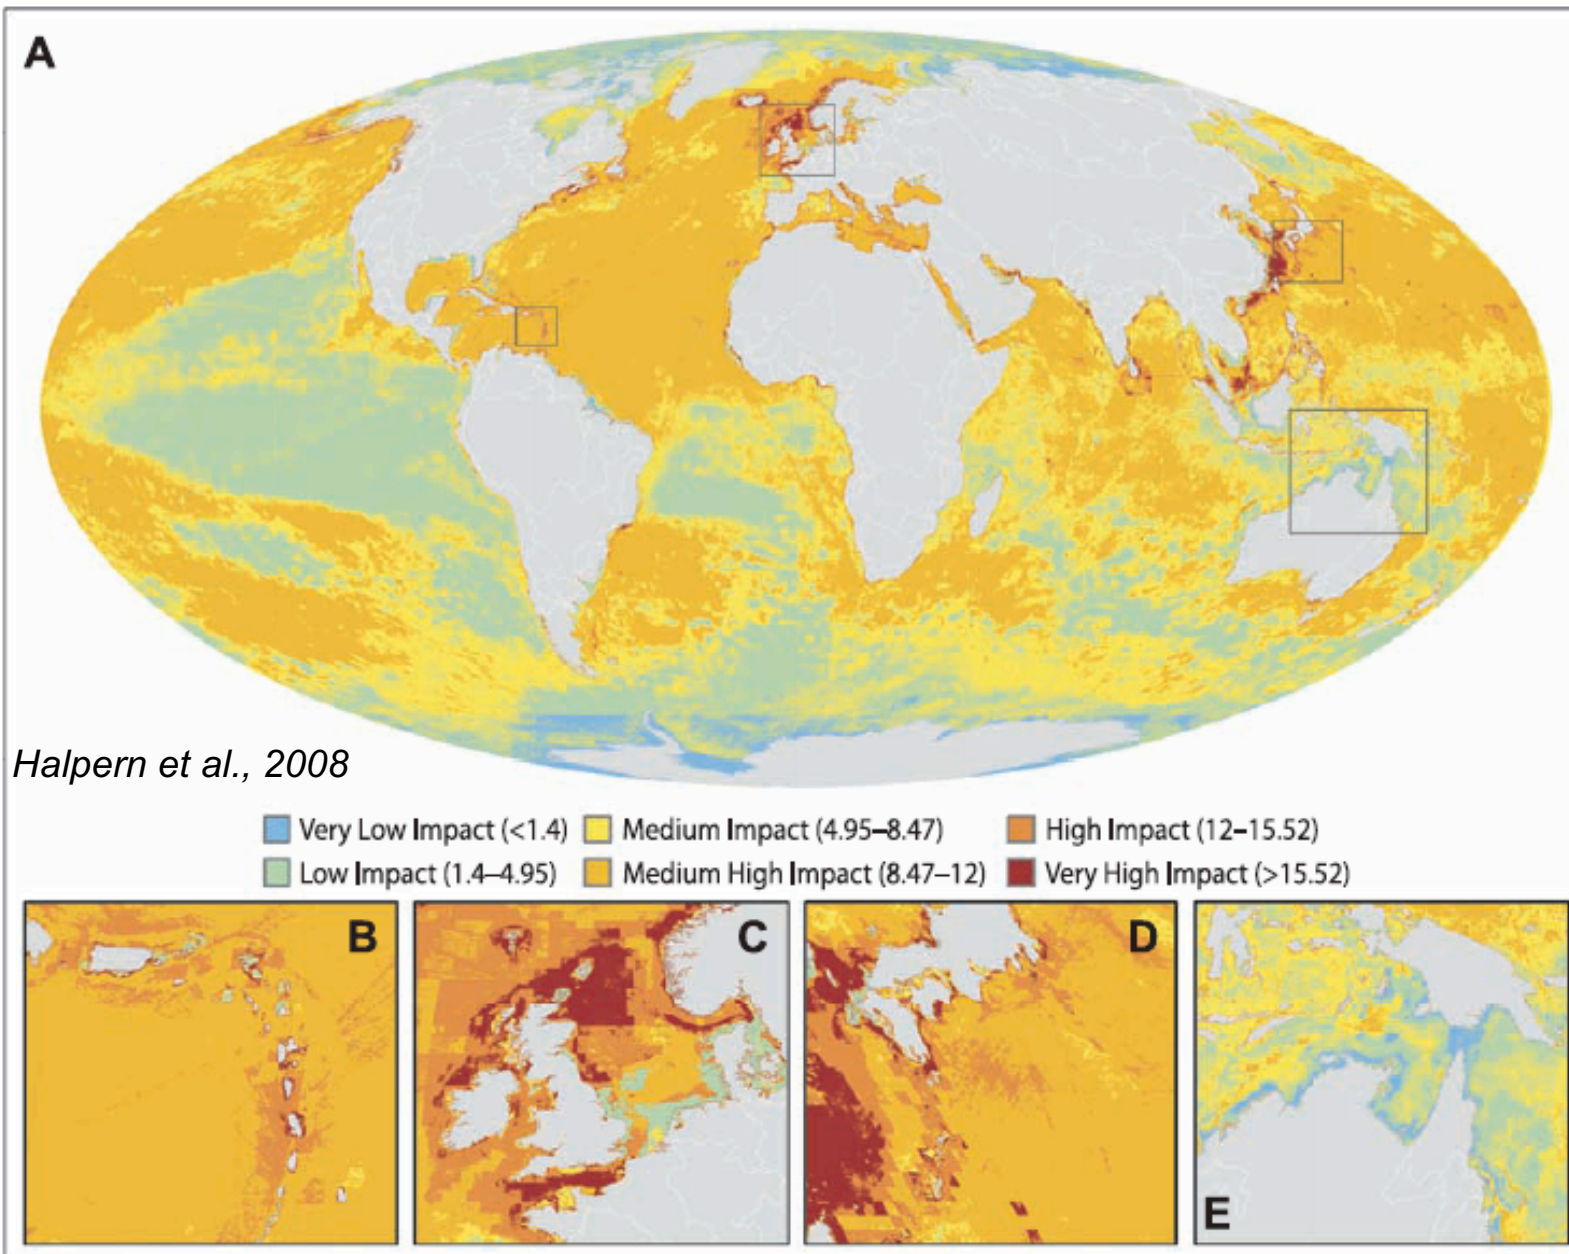 A
Halpern et al., 2008
Very Low Impact (<1.4) Medium Impact (4.95–8.47) High Impact (12–15.52)
Low Impact (1.4–4.95) Medium High Impact (8.47–12) Very High Impact (>15.52)
B C D
E